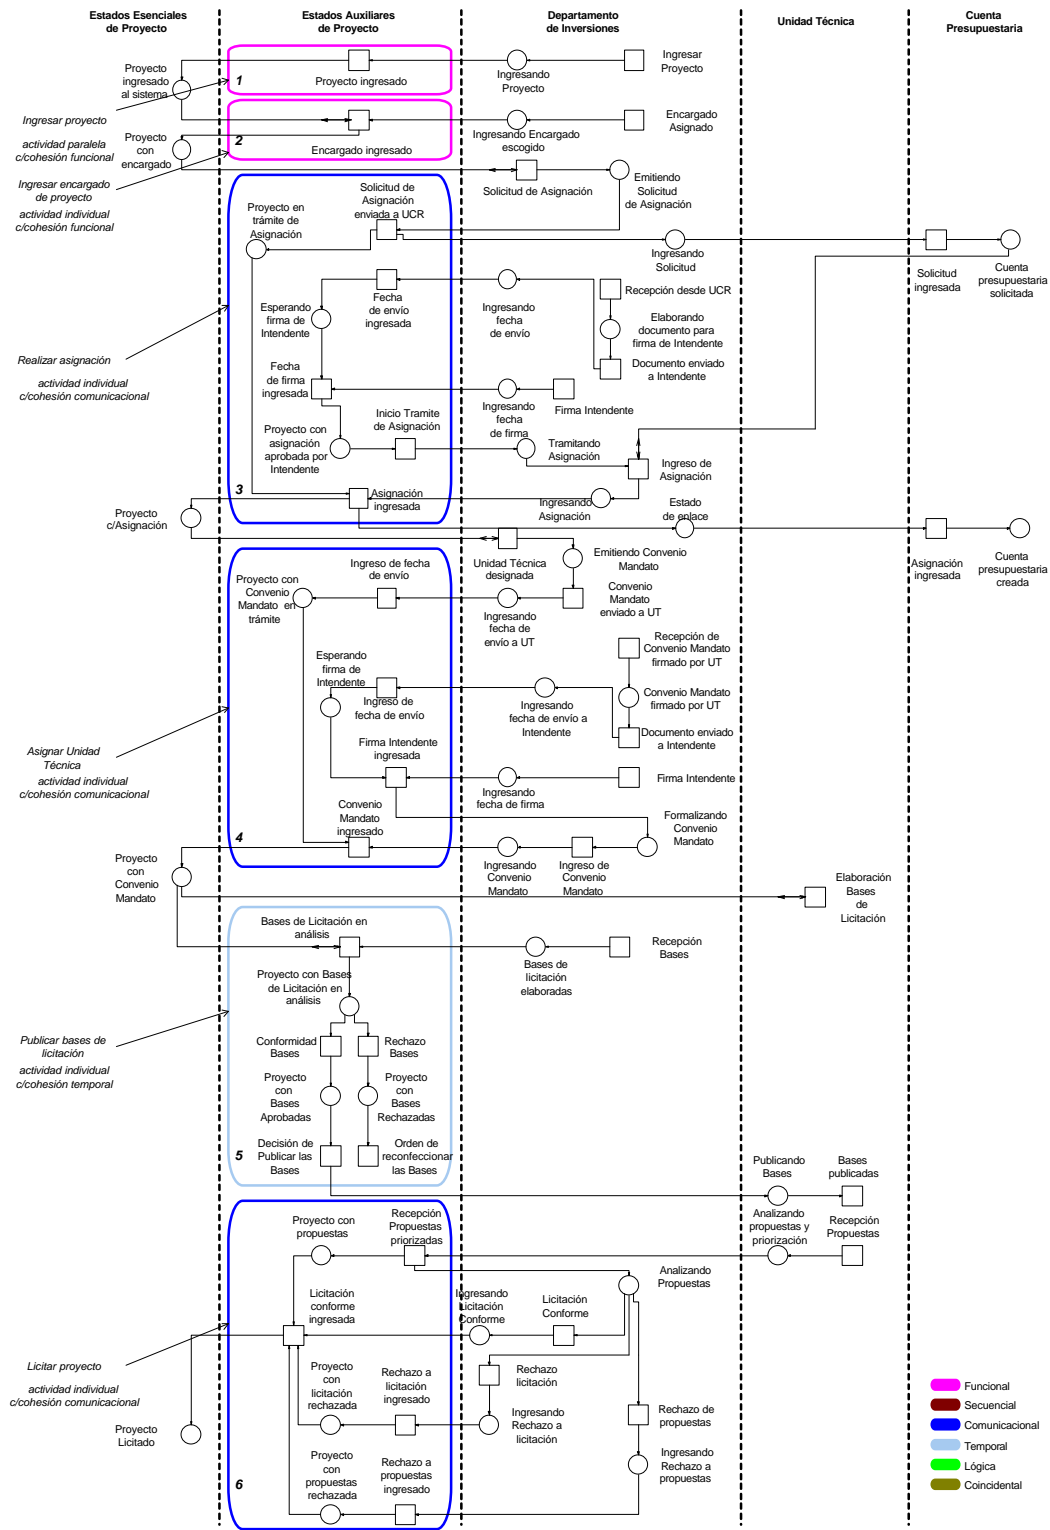 Estados Esenciales
de Proyecto
Estados Auxiliares
de Proyecto
Departamento
de Inversiones
Unidad Técnica
Cuenta
Presupuestaria
Proyecto
ingresado
al sistema
1
Proyecto ingresado
Ingresando
Proyecto
Ingresar
Proyecto
Ingresar proyecto
actividad paralela
c/cohesión funcional
Proyecto
con
encargado
2
Encargado ingresado
Ingresando Encargado
escogido
Encargado
Asignado
Ingresar encargado
de proyecto
actividad individual
c/cohesión funcional
Solicitud de Asignación
Emitiendo
Solicitud
de Asignación
Solicitud de
Asignación
enviada a UCR
Proyecto en
trámite de
Asignación
Ingresando
Solicitud
Solicitud
ingresada
Cuenta
presupuestaria
solicitada
Fecha
de envío
ingresada
Ingresando
fecha
de envío
Recepción desde UCR
Esperando
firma de
Intendente
Elaborando
documento para
firma de Intendente
Documento enviado
a Intendente
Realizar asignación
actividad individual
c/cohesión comunicacional
Fecha
de firma
ingresada
Ingresando
fecha
de firma
Firma Intendente
Inicio Tramite
de Asignación
Proyecto con
asignación
aprobada por
Intendente
Tramitando
Asignación
Ingreso de
Asignación
3
Asignación
ingresada
Ingresando
Asignación
Estado
de enlace
Proyecto
c/Asignación
Asignación
ingresada
Cuenta
presupuestaria
creada
Unidad Técnica
designada
Emitiendo Convenio
Mandato
Ingreso de fecha
de envío
Proyecto con
Convenio
Mandato en
trámite
Convenio
Mandato
enviado a UT
Ingresando
fecha de
envío a UT
Recepción de
Convenio Mandato
firmado por UT
Esperando
firma de
Intendente
Ingreso de
fecha de envío
Ingresando
fecha de envío a
Intendente
Convenio Mandato
firmado por UT
Documento enviado
a Intendente
Asignar Unidad
Técnica
actividad individual
c/cohesión comunicacional
Firma Intendente
ingresada
Ingresando
fecha de firma
Firma Intendente
Convenio
Mandato
ingresado
Formalizando
Convenio
Mandato
4
Ingresando
Convenio
Mandato
Ingreso de
Convenio
Mandato
Proyecto
con
Convenio
Mandato
Elaboración
Bases
de
Licitación
Bases de Licitación en
análisis
Bases de
licitación
elaboradas
Recepción
Bases
Proyecto con Bases
de Licitación en
análisis
Publicar bases de
licitación
actividad individual
c/cohesión temporal
Conformidad
Bases
Rechazo
Bases
Proyecto
con
Bases
Aprobadas
Proyecto
con
Bases
Rechazadas
5
Decisión de
Publicar las
Bases
Orden de
reconfeccionar
las Bases
Publicando
Bases
Bases
publicadas
Proyecto con
propuestas
Recepción
Propuestas
priorizadas
Analizando
propuestas y
priorización
Recepción
Propuestas
Analizando
Propuestas
Licitación
conforme
ingresada
Ingresando
Licitación
Conforme
Licitación
Conforme
Licitar proyecto
actividad individual
c/cohesión comunicacional
Proyecto
con
licitación
rechazada
Rechazo a
licitación
ingresado
Rechazo
licitación
Ingresando
Rechazo a
licitación
Rechazo de
propuestas
Proyecto
Licitado
6
Proyecto
con
propuestas
rechazada
Rechazo a
propuestas
ingresado
Ingresando
Rechazo a
propuestas
Funcional
Secuencial
Comunicacional
Temporal
Lógica
Coincidental